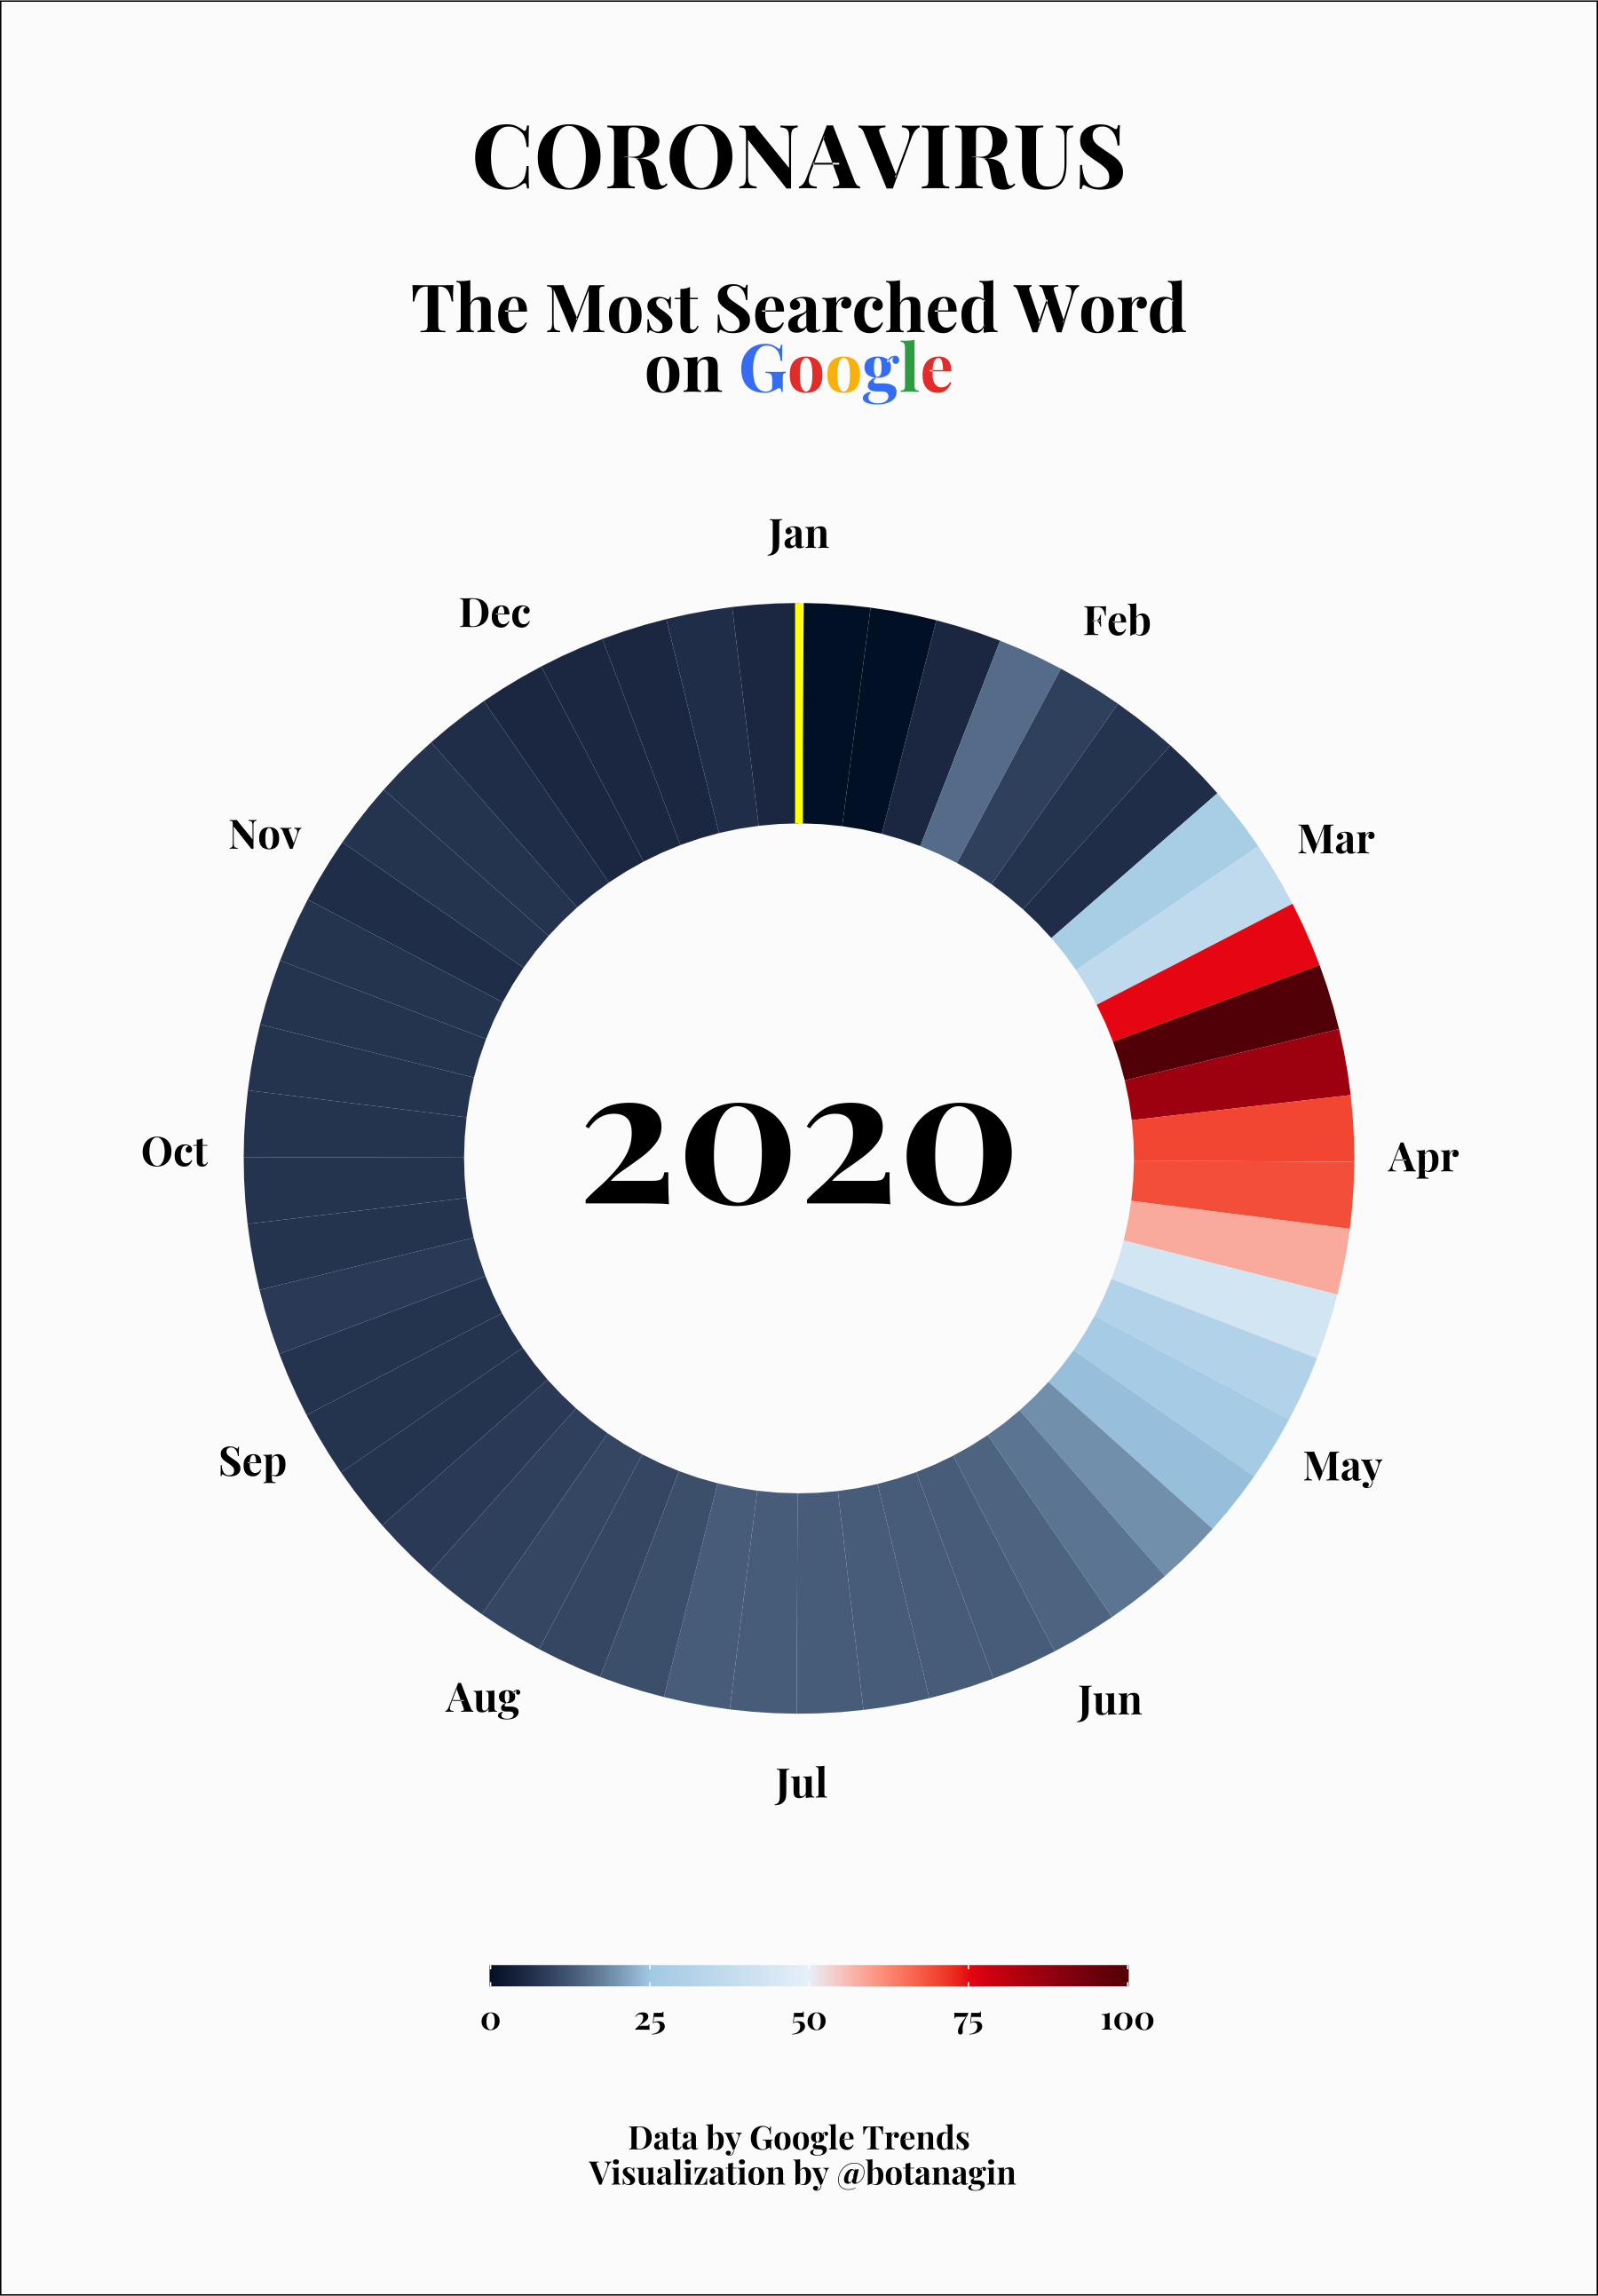 CORONAVIRUS
The Most Searched Word
on Google
Jan
Feb
Mar
Apr
May
Jun
Jul
Aug
Sep
Oct
Nov
Dec
2020
0 25 50 75 100
Data by Google Trends
Visualization by @botanagin